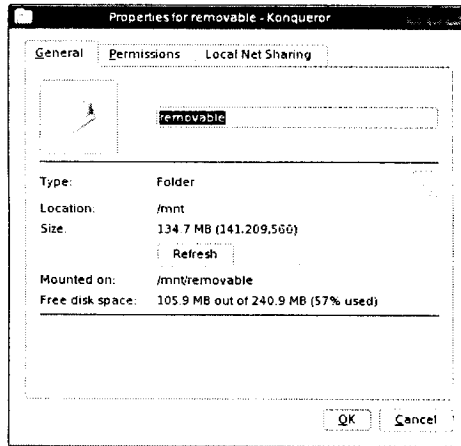 Properties for removable - Konqueror
General Permissions Local Net Sharing
removable
Type: Folder
Location: /mnt
Size: 134.7 MB (141.209,560)
Refresh
Mounted on: /mnt/removable
Free disk space: 105.9 MB out of 240.9 MB (57% used)
OK Cancel